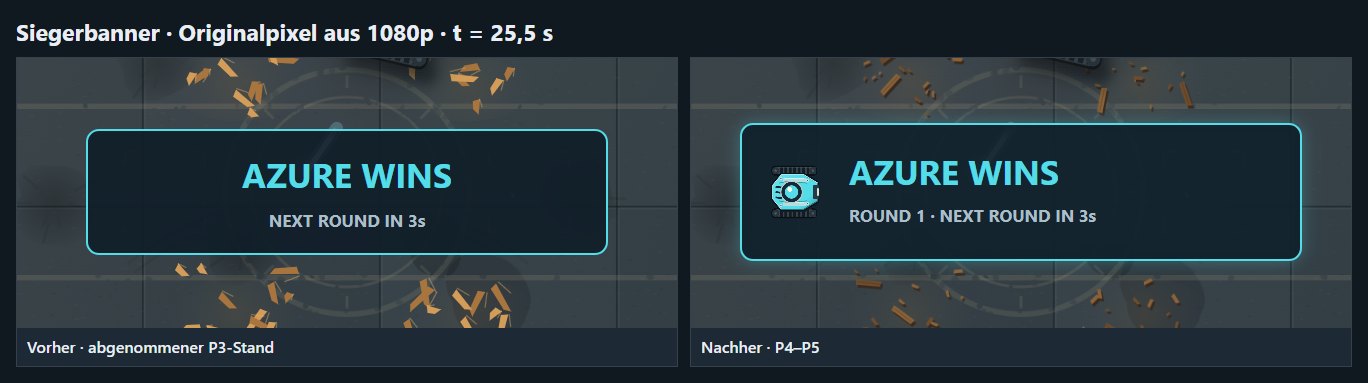 Siegerbanner · Originalpixel aus 1080p · t = 25,5 s
AZURE WINS
NEXT ROUND IN 3s
Vorher · abgenommener P3-Stand
AZURE WINS
ROUND 1 · NEXT ROUND IN 3s
Nachher · P4–P5